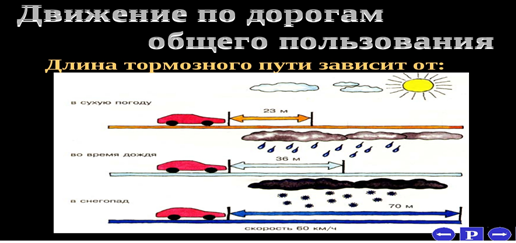 Движение по дорогам
общего пользования
Длина тормозного пути зависит от:
в сухую погоду
23 м
во время дождя
36 м
в снегопад
70 м
скорость 60 км/ч
Р